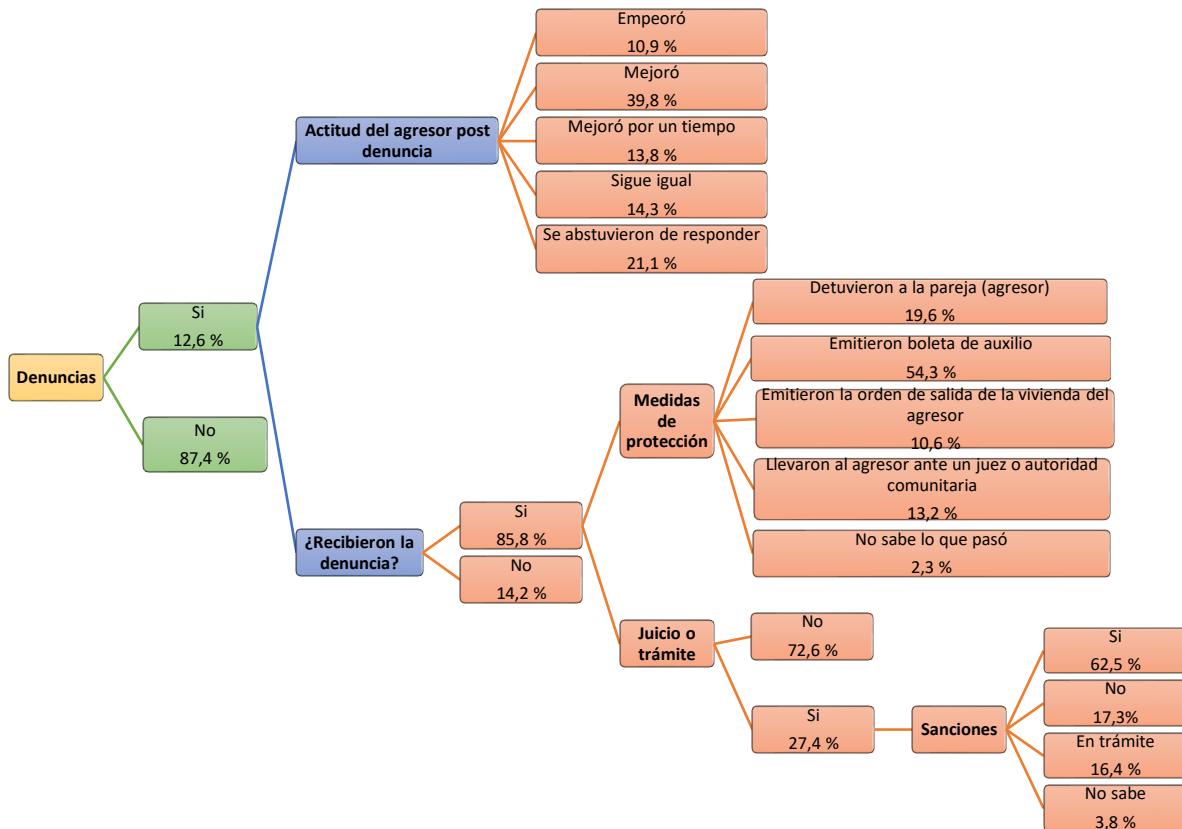 Denuncias
Si
12,6 %
No
87,4 %
Actitud del agresor post
denuncia
Empeoró
10,9 %
Mejoró
39,8 %
Mejoró por un tiempo
13,8 %
Sigue igual
14,3 %
Se abstuvieron de responder
21,1 %
¿Recibieron la
denuncia?
Si
85,8 %
No
14,2 %
Medidas
de
protección
Detuvieron a la pareja (agresor)
19,6 %
Emitieron boleta de auxilio
54,3 %
Emitieron la orden de salida de la vivienda del
agresor
10,6 %
Llevaron al agresor ante un juez o autoridad
comunitaria
13,2 %
No sabe lo que pasó
2,3 %
Juicio o
trámite
No
72,6 %
Si
27,4 %
Sanciones
Si
62,5 %
No
17,3%
En trámite
16,4 %
No sabe
3,8 %